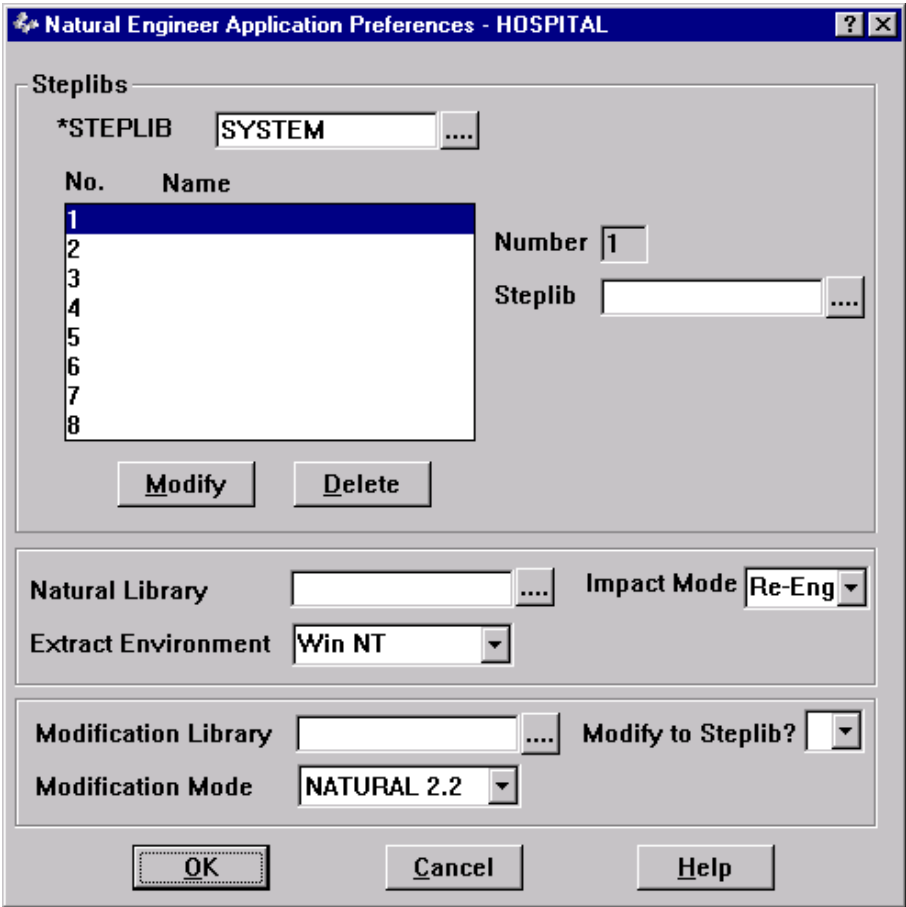 Natural Engineer Application Preferences - HOSPITAL
Steplibs
*STEPLIB SYSTEM ....
No. Name
1
2
3
4
5
6
7
8
Number 1
Steplib ....
Modify Delete
Natural Library .... Impact Mode Re-Eng
Extract Environment Win NT
Modification Library .... Modify to Steplib?
Modification Mode NATURAL 2.2
OK Cancel Help